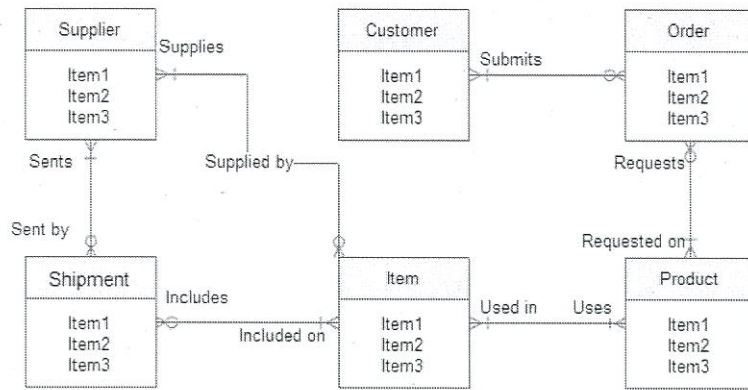 Supplier
Item1
Item2
Item3
Supplies
Customer
Item1
Item2
Item3
Submits
Order
Item1
Item2
Item3
Sents
Supplied by
Requests
Sent by
Requested on
Shipment
Item1
Item2
Item3
Includes
Included on
Item
Item1
Item2
Item3
Used in
Uses
Product
Item1
Item2
Item3